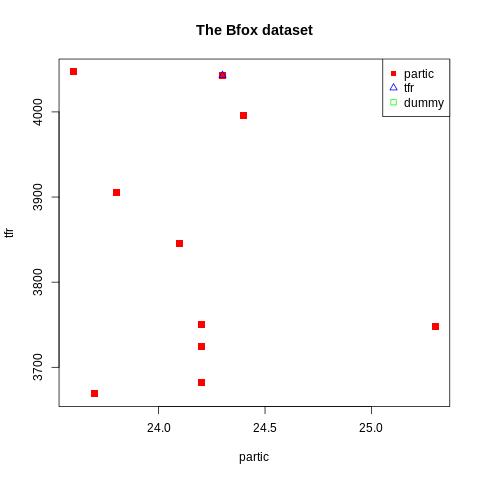 The Bfox dataset
partic
tfr
dummy
4000
3900
3800
3700
tfr
24.0 24.5 25.0
partic